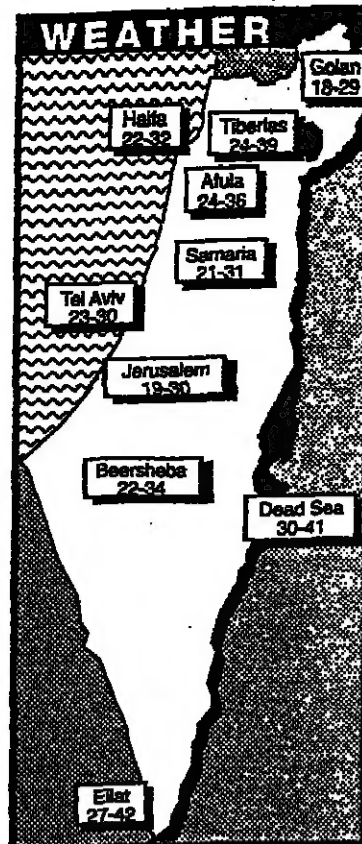 WEATHER
Golan
18-29
Haifa
22-32
Tiberias
24-39
Afula
24-36
Samaria
21-31
Tel Aviv
23-30
Jerusalem
19-30
Beersheba
22-34
Dead Sea
30-41
Eilat
27-42